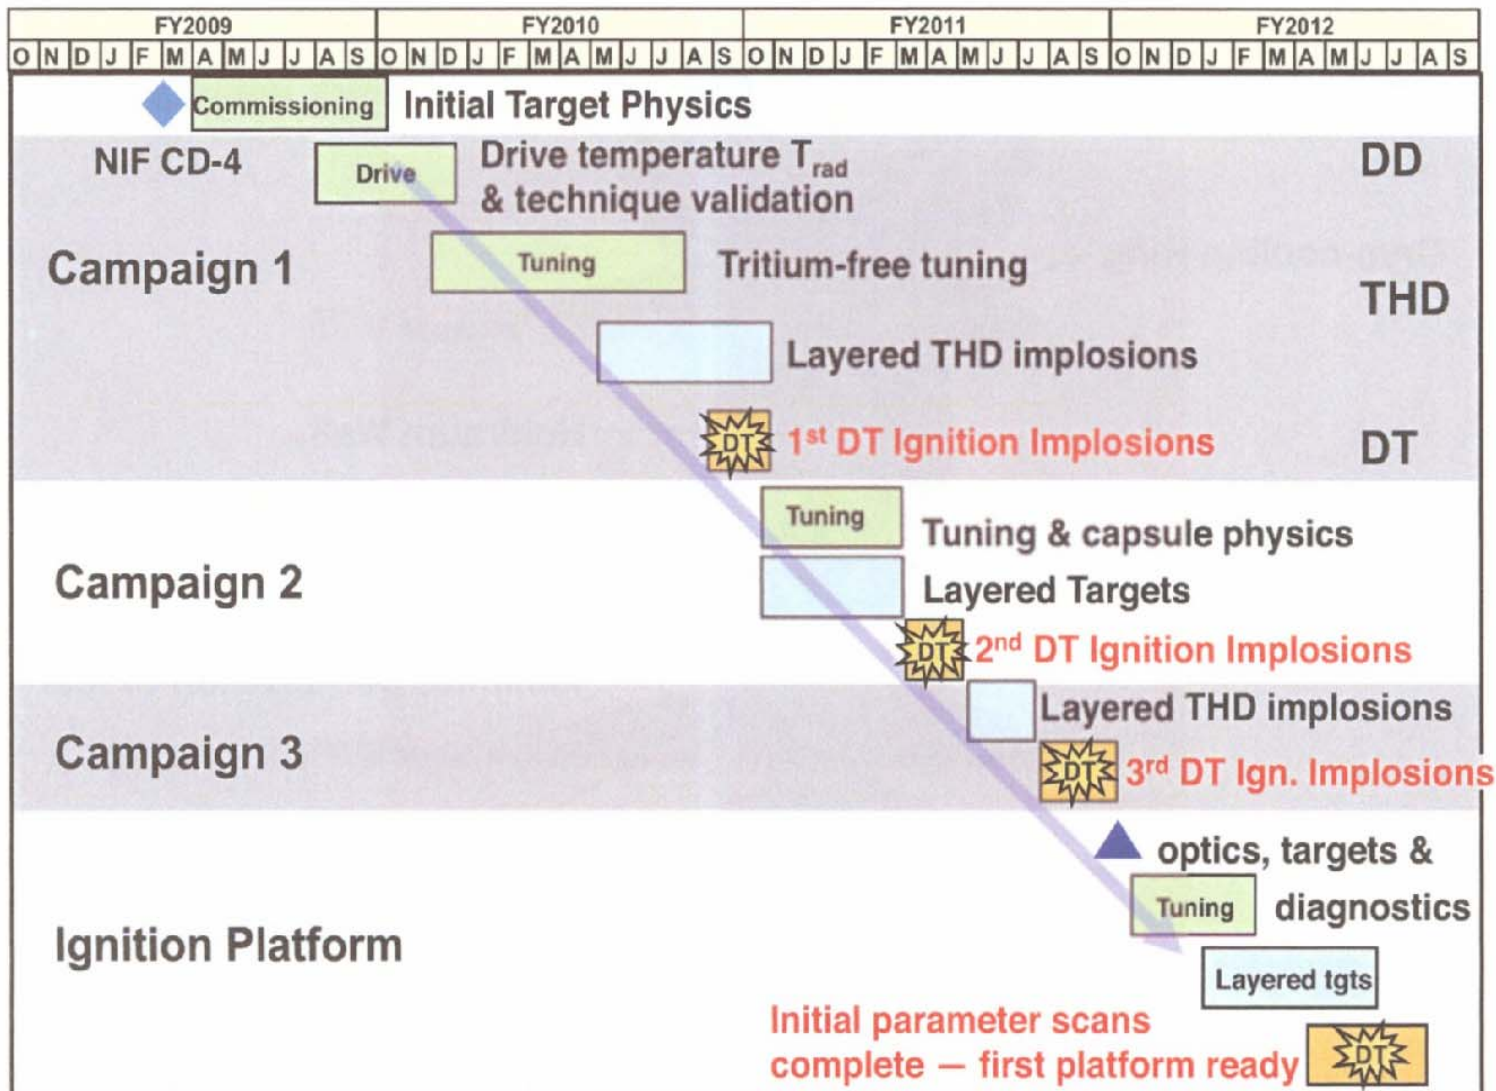 FY2009 FY2010 FY2011 FY2012
O N D J F M A M J J A S O N D J F M A M J J A S O N D J F M A M J J A S O N D J F M A M J J A S
Commissioning Initial Target Physics
NIF CD-4
Drive
Drive temperature Trad
& technique validation
DD
Campaign 1
Tuning
Tritium-free tuning
THD
Layered THD implosions
DT
1st DT Ignition Implosions
DT
Tuning
Tuning & capsule physics
Campaign 2
Layered Targets
DT
2nd DT Ignition Implosions
Layered THD implosions
Campaign 3
DT
3rd DT Ign. Implosions
optics, targets &
Tuning
diagnostics
Ignition Platform
Layered tgts
Initial parameter scans
complete – first platform ready
DT